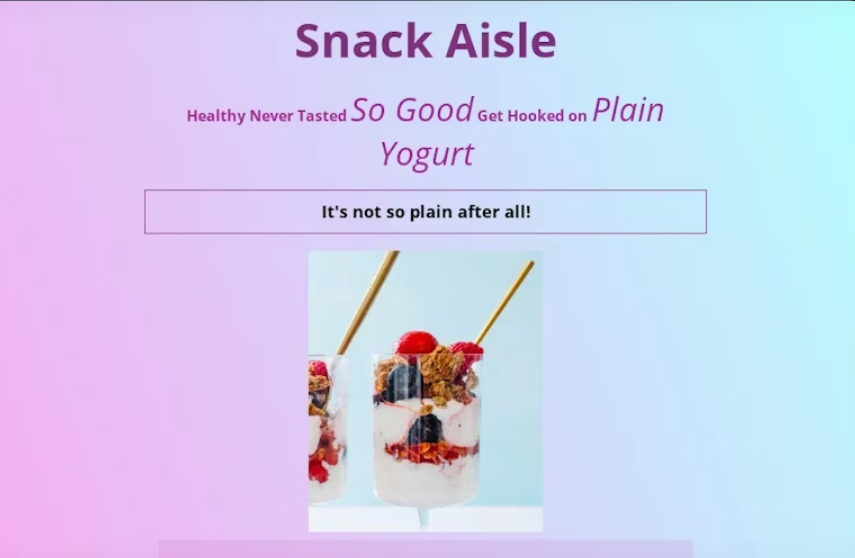 Snack Aisle
Healthy Never Tasted So Good Get Hooked on Plain
Yogurt
It's not so plain after all!